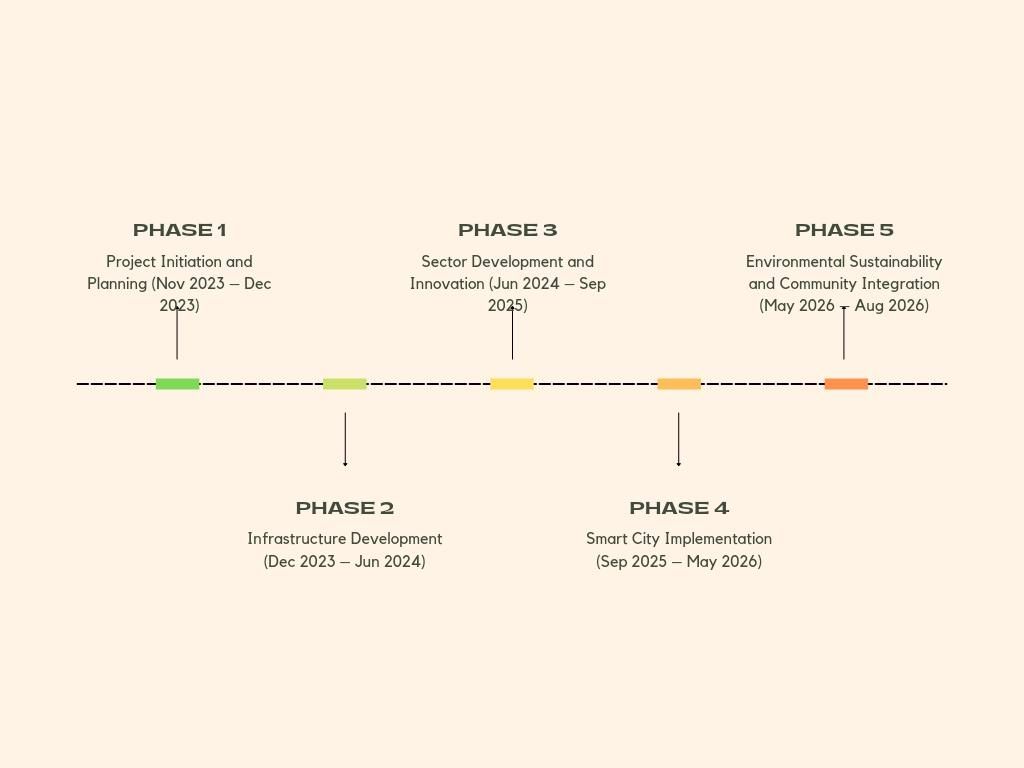 PHASE 1
Project Initiation and
Planning (Nov 2023 – Dec
2023)
PHASE 2
Infrastructure Development
(Dec 2023 – Jun 2024)
PHASE 3
Sector Development and
Innovation (Jun 2024 – Sep
2025)
PHASE 4
Smart City Implementation
(Sep 2025 – May 2026)
PHASE 5
Environmental Sustainability
and Community Integration
(May 2026 – Aug 2026)